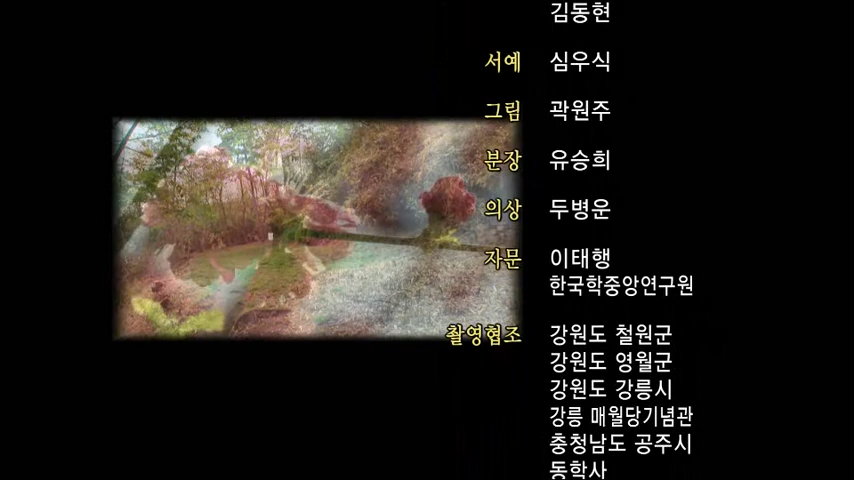 김동현
서예 심우식
그림 곽원주
분장 유승희
의상 두병운
자문 이태행
한국학중앙연구원
촬영협조 강원도 철원군
강원도 영월군
강원도 강릉시
강릉 매월당기념관
충청남도 공주시
동학사